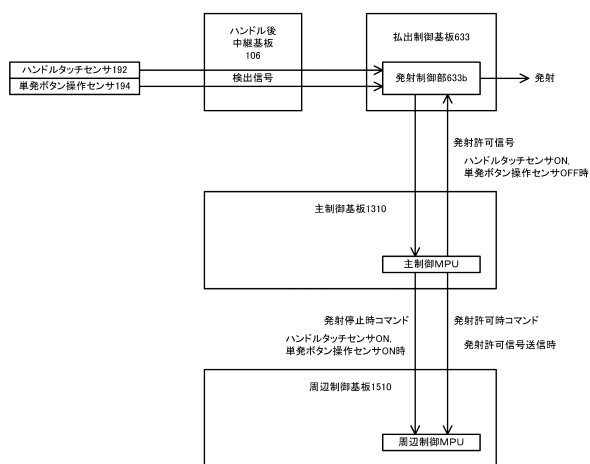 ハンドル後
中継基板
106
払出制御基板633
ハンドルタッチセンサ192
単発ボタン操作センサ194
検出信号
発射制御部633b
発射
発射許可信号
ハンドルタッチセンサON,
単発ボタン操作センサOFF時
主制御基板1310
主制御MPU
発射停止時コマンド
ハンドルタッチセンサON,
単発ボタン操作センサON時
発射許可時コマンド
発射許可信号送信時
周辺制御基板1510
周辺制御MPU